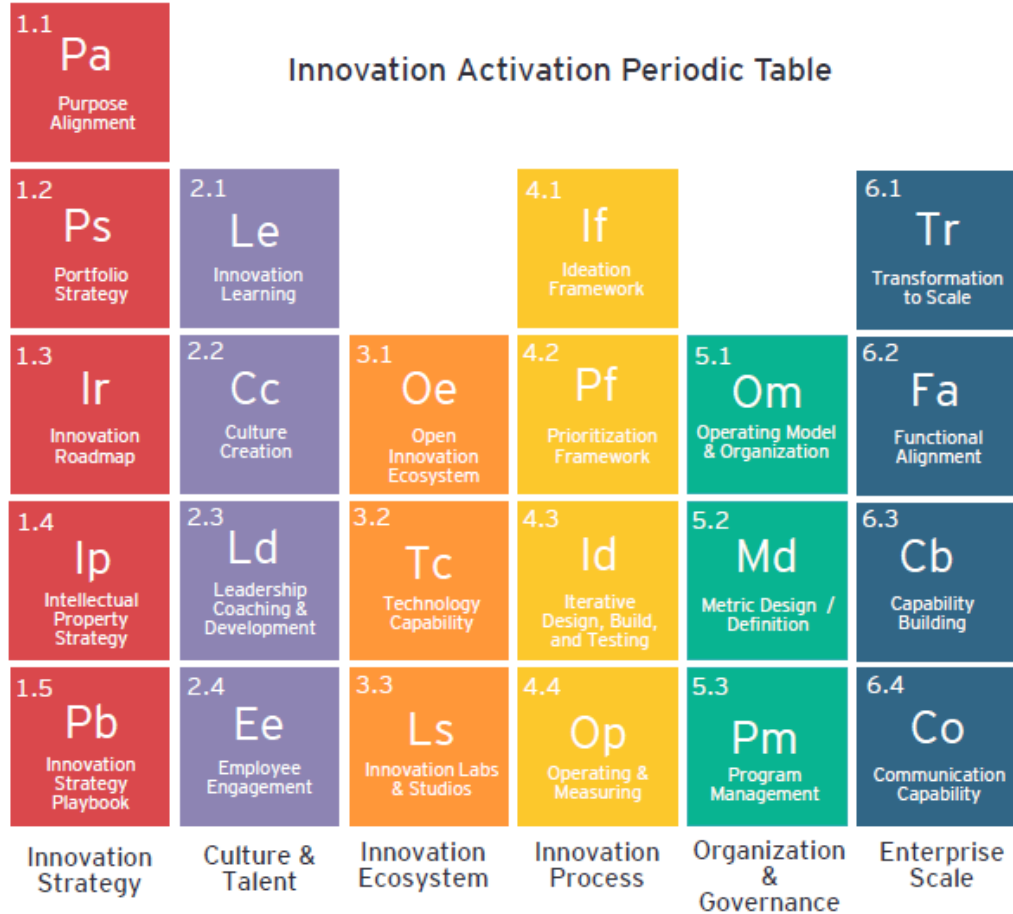 Innovation Activation Periodic Table
1.1
Pa
Purpose
Alignment
1.2
Ps
Portfolio
Strategy
1.3
Ir
Innovation
Roadmap
1.4
Ip
Intellectual
Property
Strategy
1.5
Pb
Innovation
Strategy
Playbook
Innovation
Strategy
2.1
Le
Innovation
Learning
2.2
Cc
Culture
Creation
2.3
Ld
Leadership
Coaching &
Development
2.4
Ee
Employee
Engagement
Culture &
Talent
3.1
Oe
Open
Innovation
Ecosystem
3.2
Tc
Technology
Capability
3.3
Ls
Innovation Labs
& Studios
Innovation
Ecosystem
4.1
If
Ideation
Framework
4.2
Pf
Prioritization
Framework
4.3
Id
Iterative
Design, Build,
and Testing
4.4
Op
Operating &
Measuring
Innovation
Process
5.1
Om
Operating Model
& Organization
5.2
Md
Metric Design /
Definition
5.3
Pm
Program
Management
Organization
&
Governance
6.1
Tr
Transformation
to Scale
6.2
Fa
Functional
Alignment
6.3
Cb
Capability
Building
6.4
Co
Communication
Capability
Enterprise
Scale